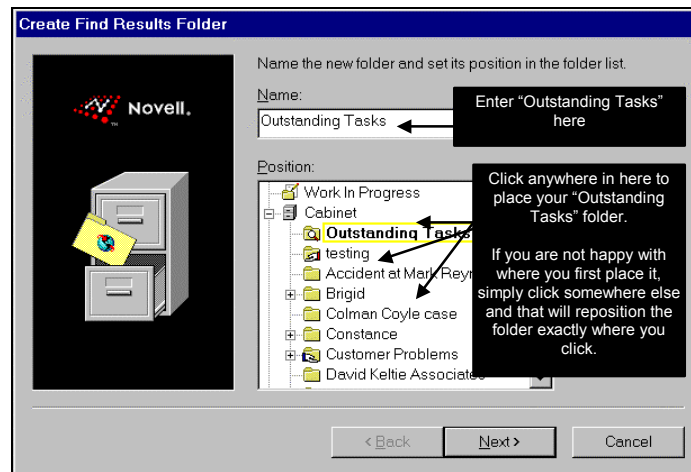 Create Find Results Folder
Novell®
TM
Name the new folder and set its position in the folder list.
Name:
Outstanding Tasks
Enter “Outstanding Tasks”
here
Position:
Work In Progress
Cabinet
Outstanding Tasks
testing
Accident at Mark Reyn
Brigid
Colman Coyle case
Constance
Customer Problems
David Keltie Associates
Click anywhere in here to
place your “Outstanding
Tasks” folder.
If you are not happy with
where you first place it,
simply click somewhere else
and that will reposition the
folder exactly where you
click.
< Back
Next >
Cancel